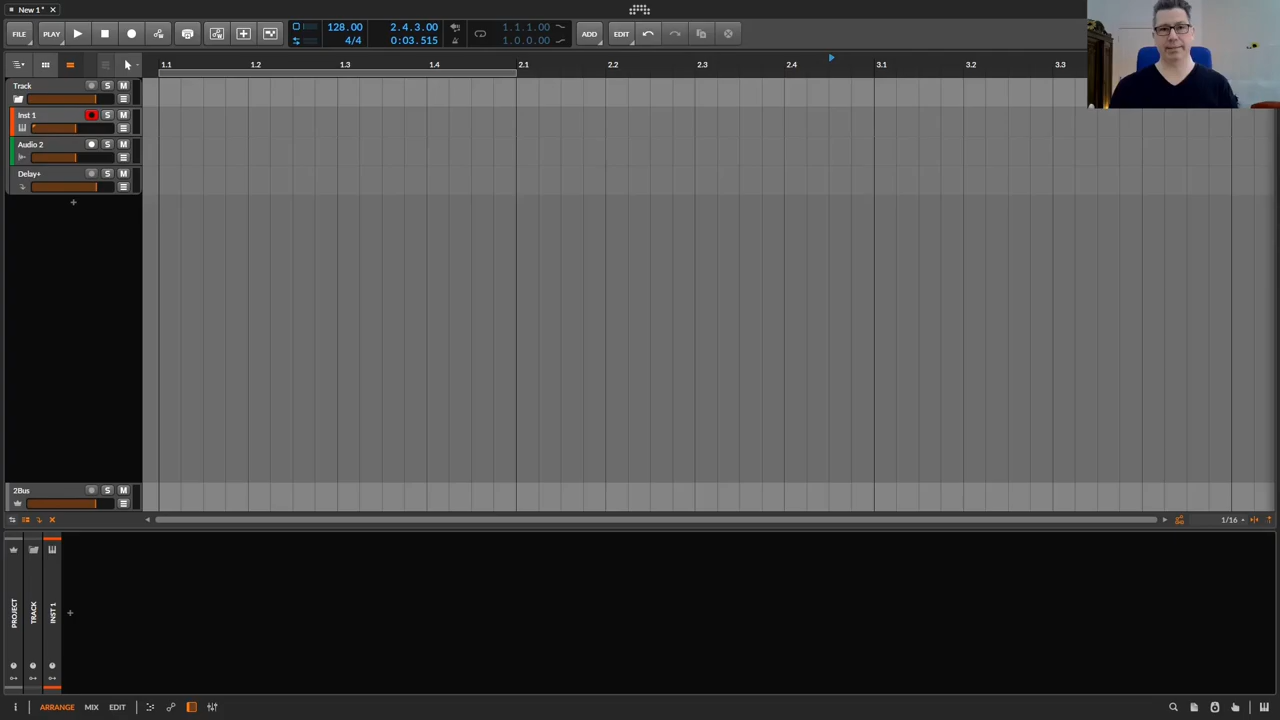 New 1 *
FILE PLAY 128.00 4/4 2.4.3.00 0:03.515 1.1.1.00 1.0.0.00 ADD EDIT
1.1 1.2 1.3 1.4 2.1 2.2 2.3 2.4 3.1 3.2 3.3
Track S M
Inst 1 S M
Audio 2 S M
Delay+ S M
+
2Bus S M
1/16
PROJECT
TRACK
INST 1
+
i ARRANGE MIX EDIT